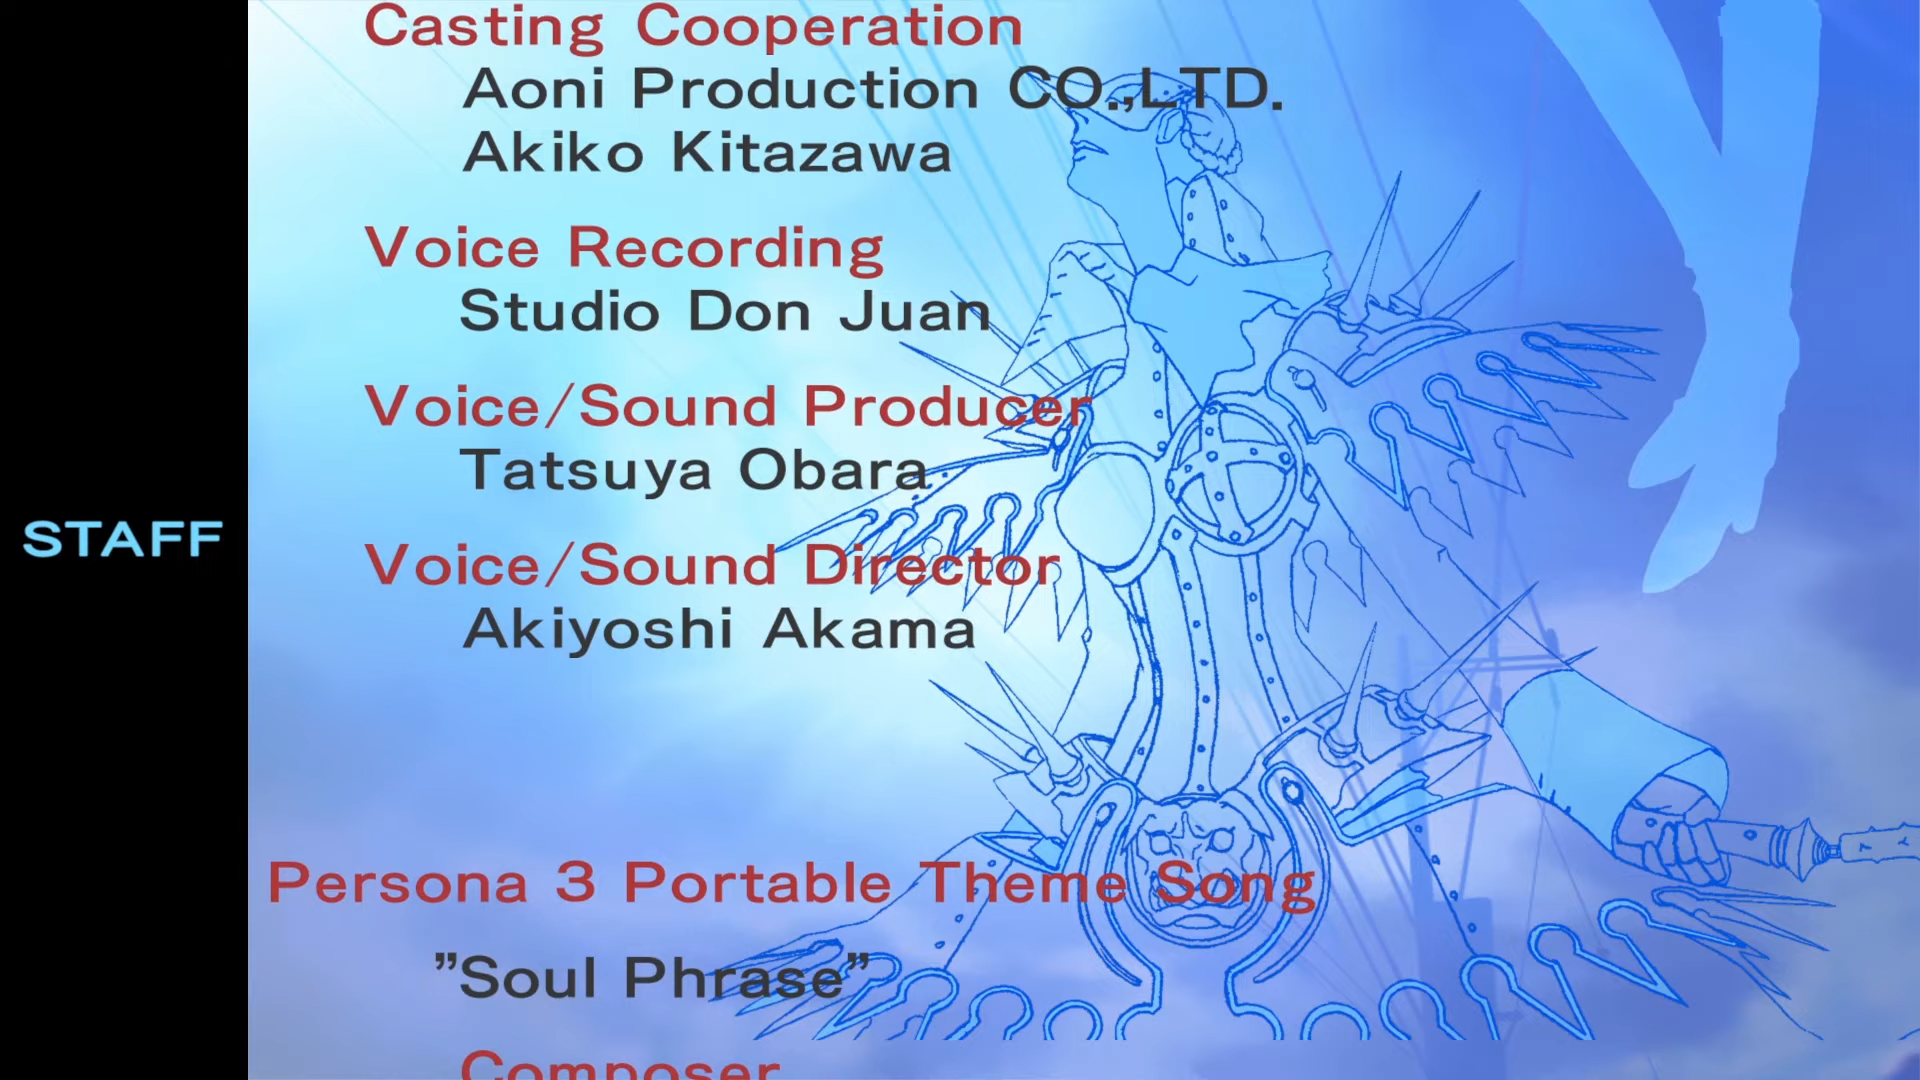 Casting Cooperation
Aoni Production CO.,LTD.
Akiko Kitazawa
Voice Recording
Studio Don Juan
Voice/Sound Producer
Tatsuya Obara
STAFF
Voice/Sound Director
Akiyoshi Akama
Persona 3 Portable Theme Song
"Soul Phrase"
Composer